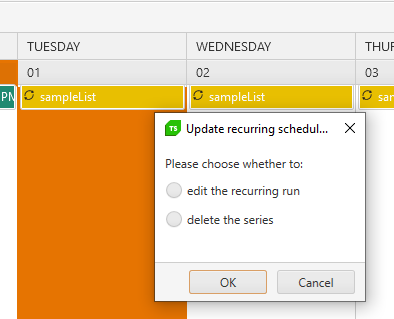 TUESDAY
WEDNESDAY
THUR
01
02
03
PM
sampleList
sampleList
sam
TS
Update recurring schedul...
Please choose whether to:
edit the recurring run
delete the series
OK
Cancel